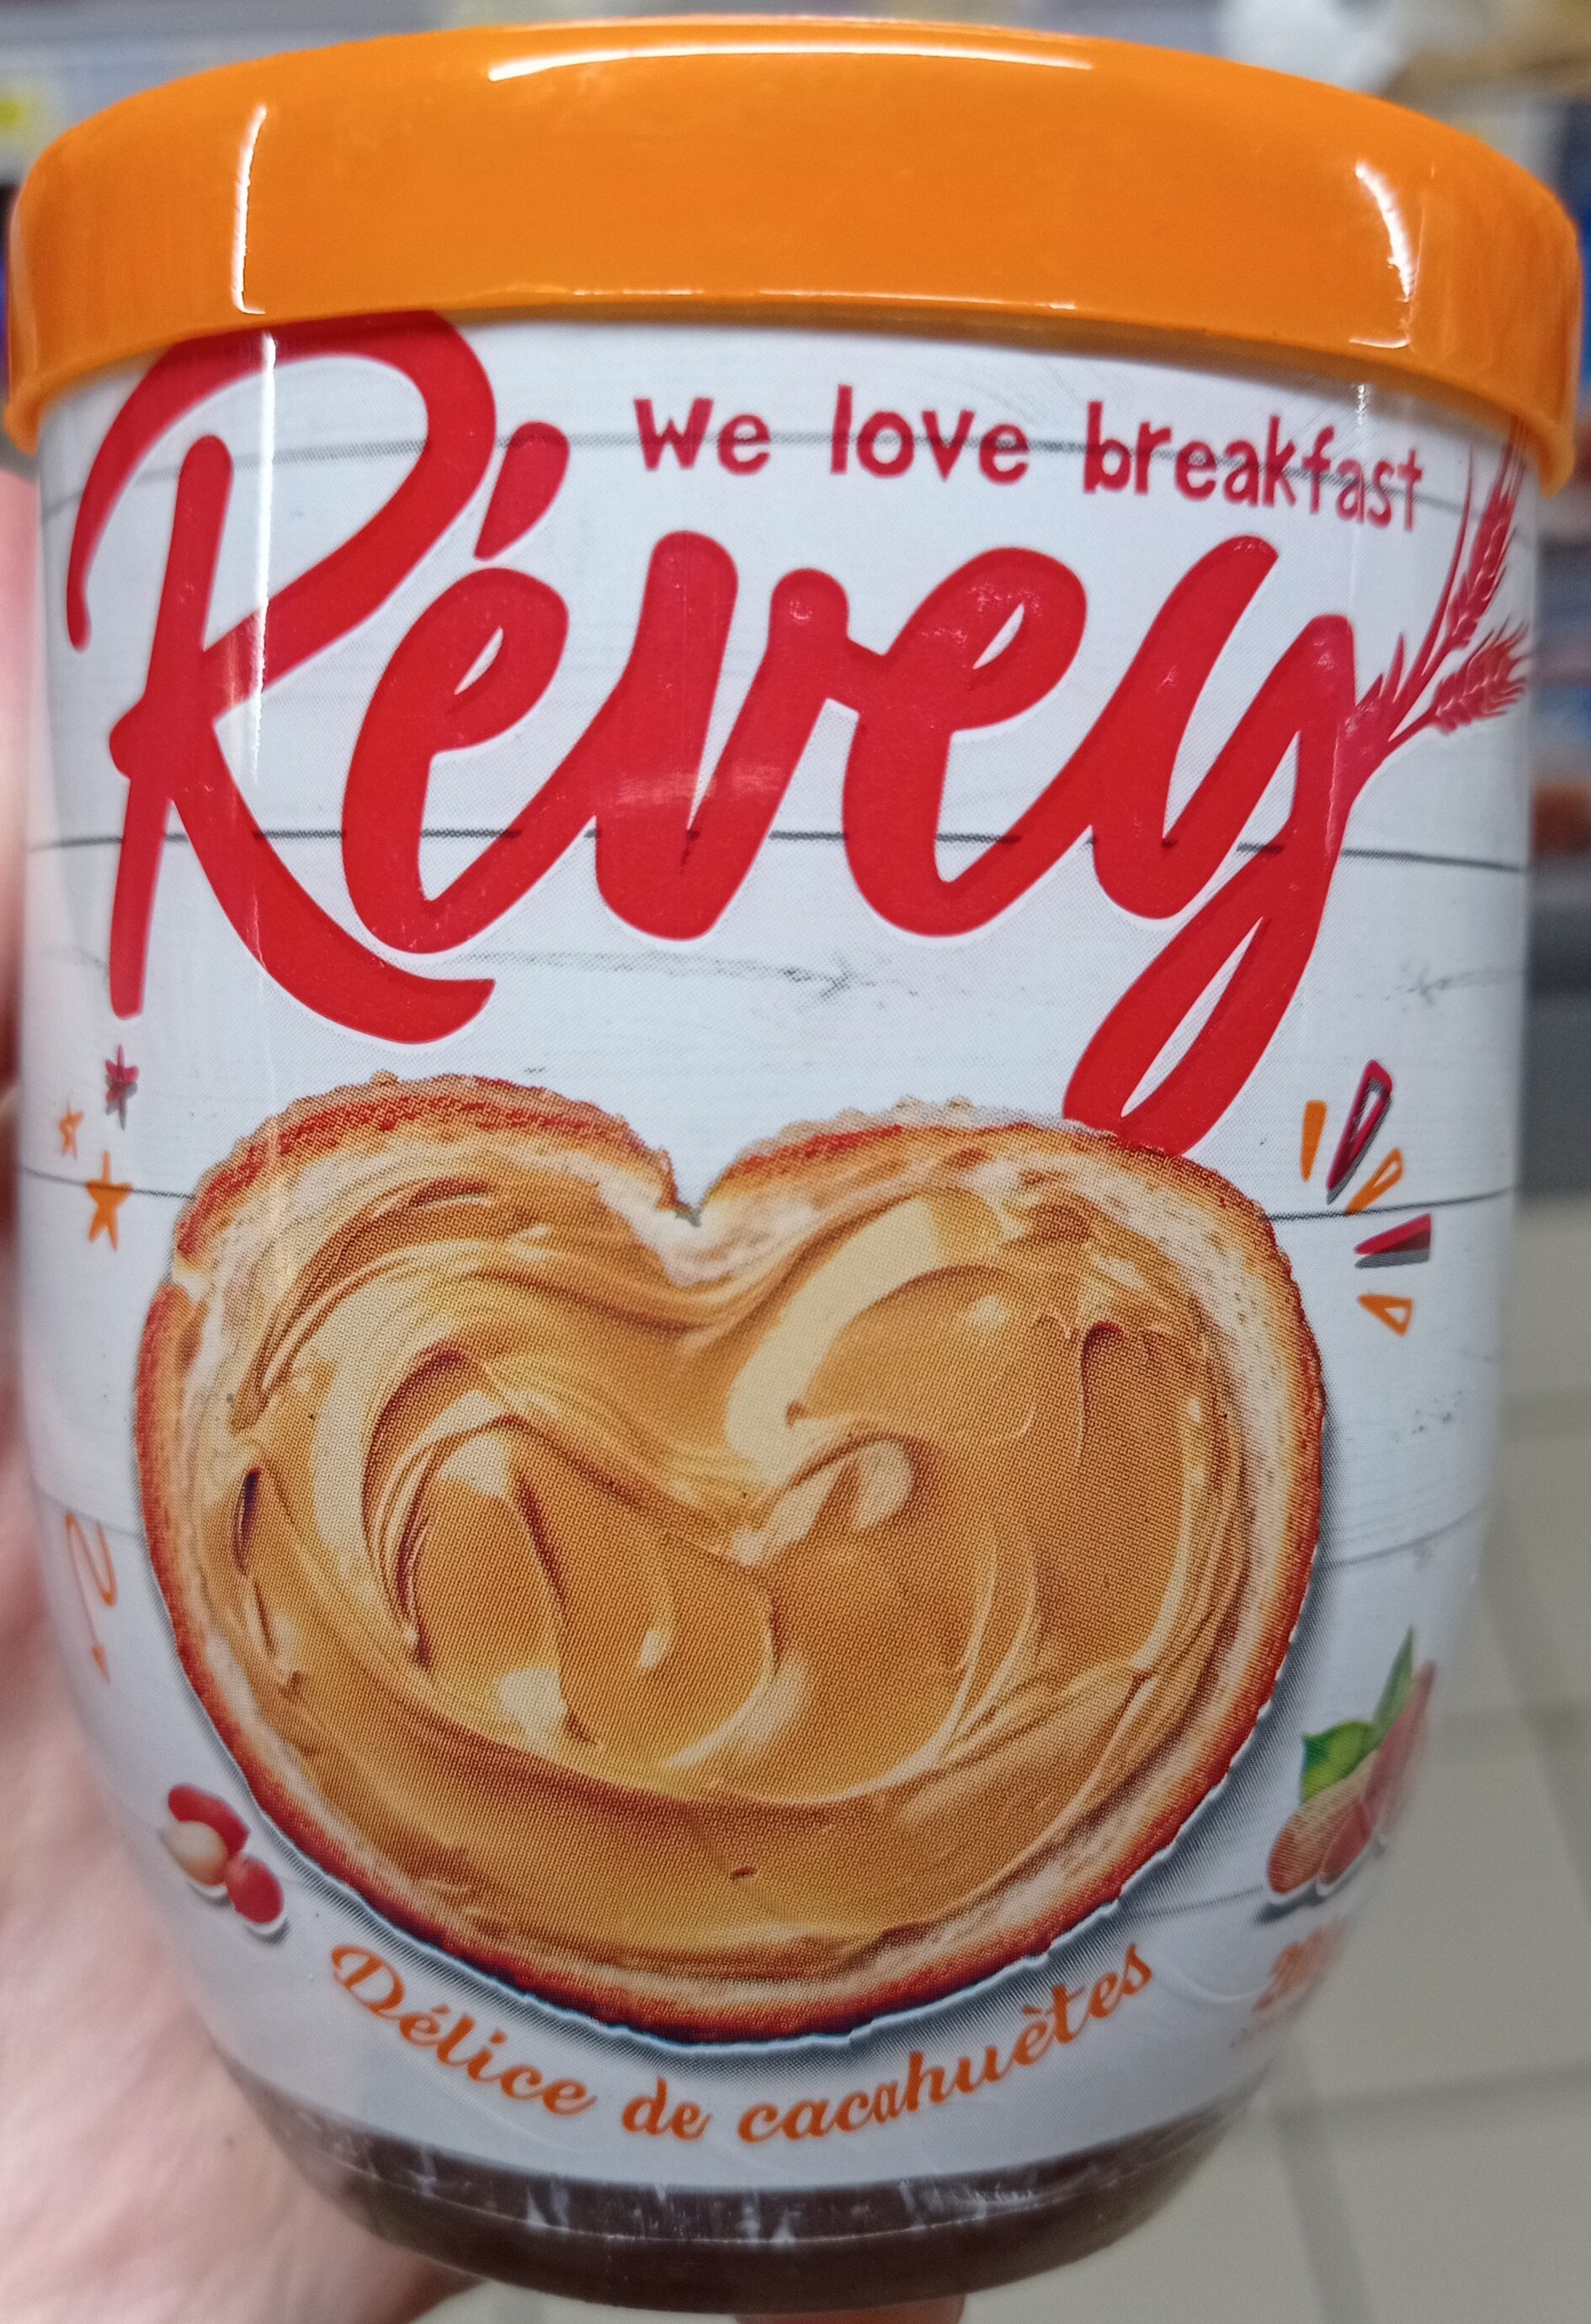 we love breakfast
Révey
Délice de cacahuètes